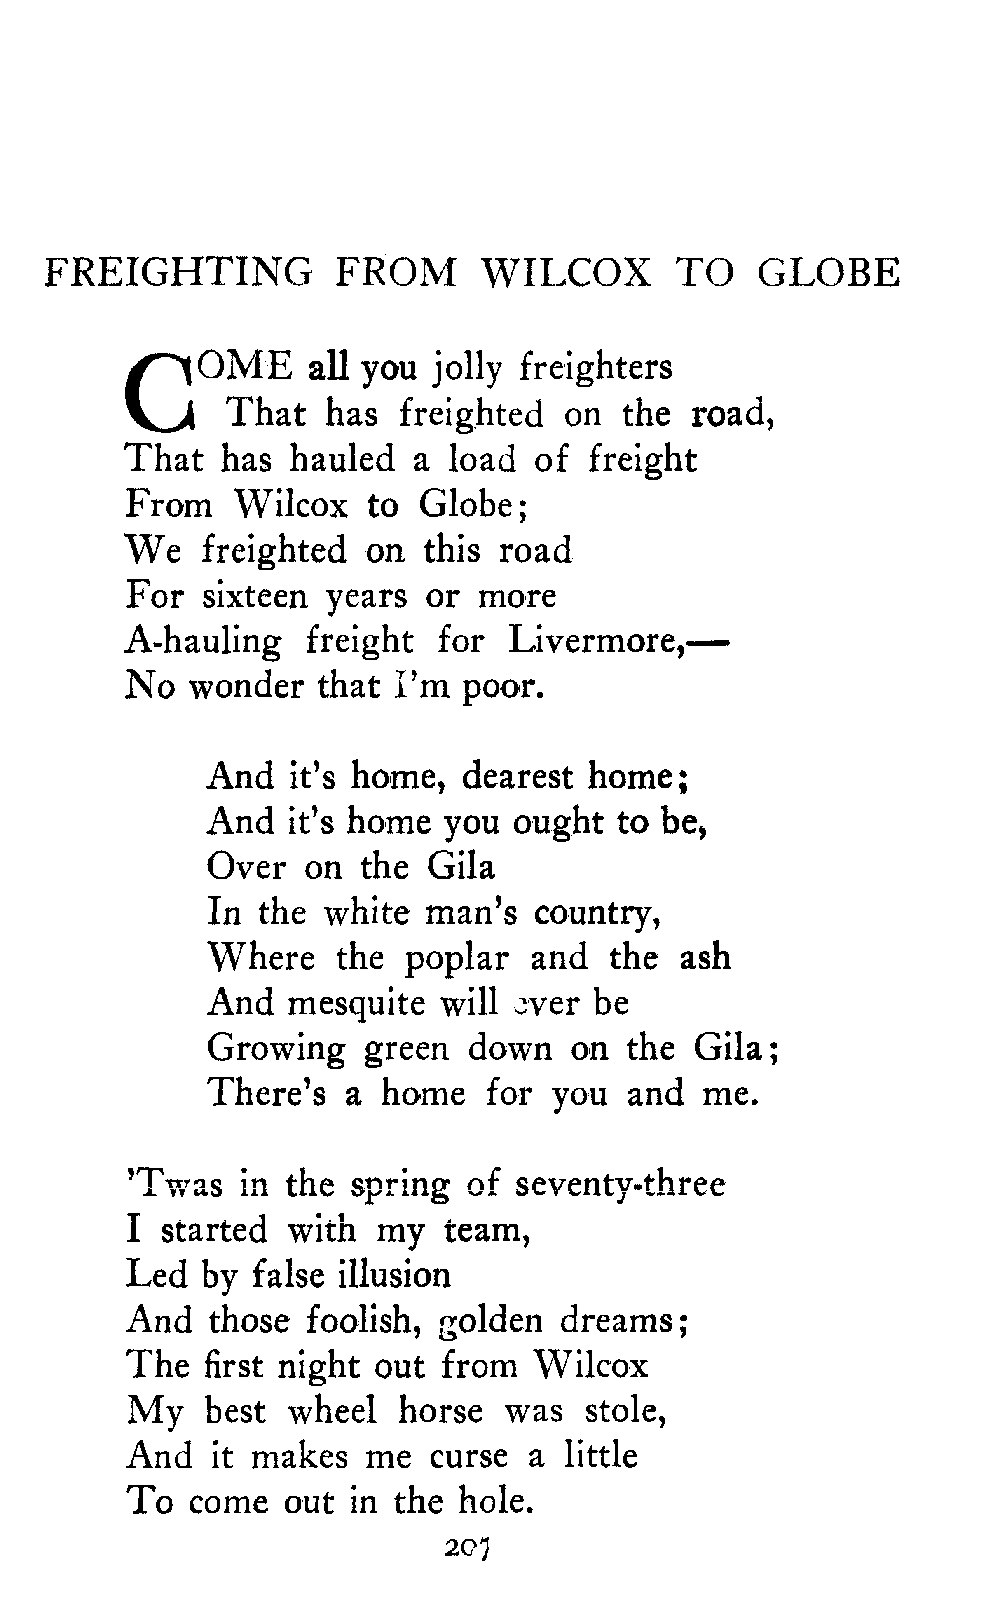 FREIGHTING FROM WILCOX TO GLOBE
COME all you jolly freighters
That has freighted on the road,
That has hauled a load of freight
From Wilcox to Globe;
We freighted on this road
For sixteen years or more
A-hauling freight for Livermore,—
No wonder that I'm poor.
And it's home, dearest home;
And it's home you ought to be,
Over on the Gila
In the white man's country,
Where the poplar and the ash
And mesquite will ever be
Growing green down on the Gila;
There's a home for you and me.
'Twas in the spring of seventy-three
I started with my team,
Led by false illusion
And those foolish, golden dreams;
The first night out from Wilcox
My best wheel horse was stole,
And it makes me curse a little
To come out in the hole.
207